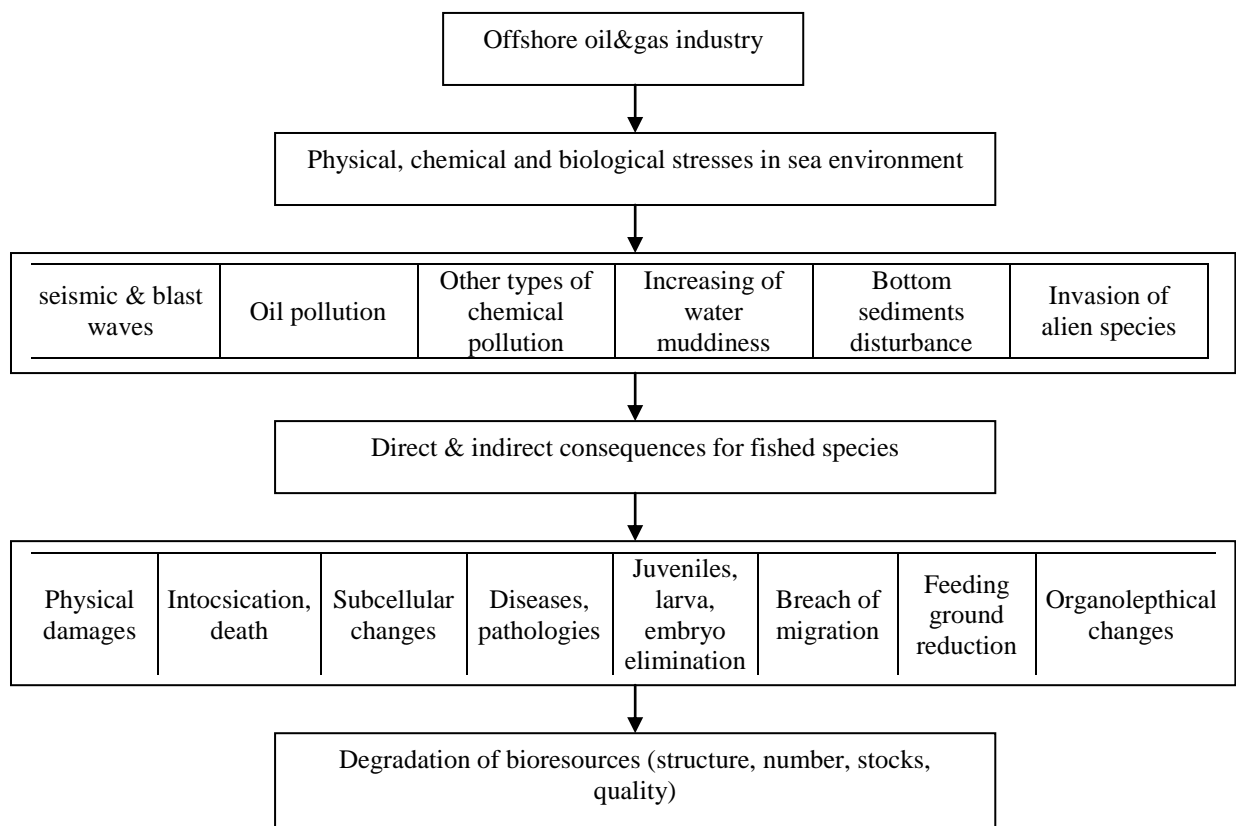 Offshore oil&gas industry
Physical, chemical and biological stresses in sea environment
seismic & blast
waves
Oil pollution
Other types of
chemical
pollution
Increasing of
water
muddiness
Bottom
sediments
disturbance
Invasion of
alien species
Direct & indirect consequences for fished species
Physical
damages
Intocsication,
death
Subcellular
changes
Diseases,
pathologies
Juveniles,
larva,
embryo
elimination
Breach of
migration
Feeding
ground
reduction
Organolepthical
changes
Degradation of bioresources (structure, number, stocks,
quality)